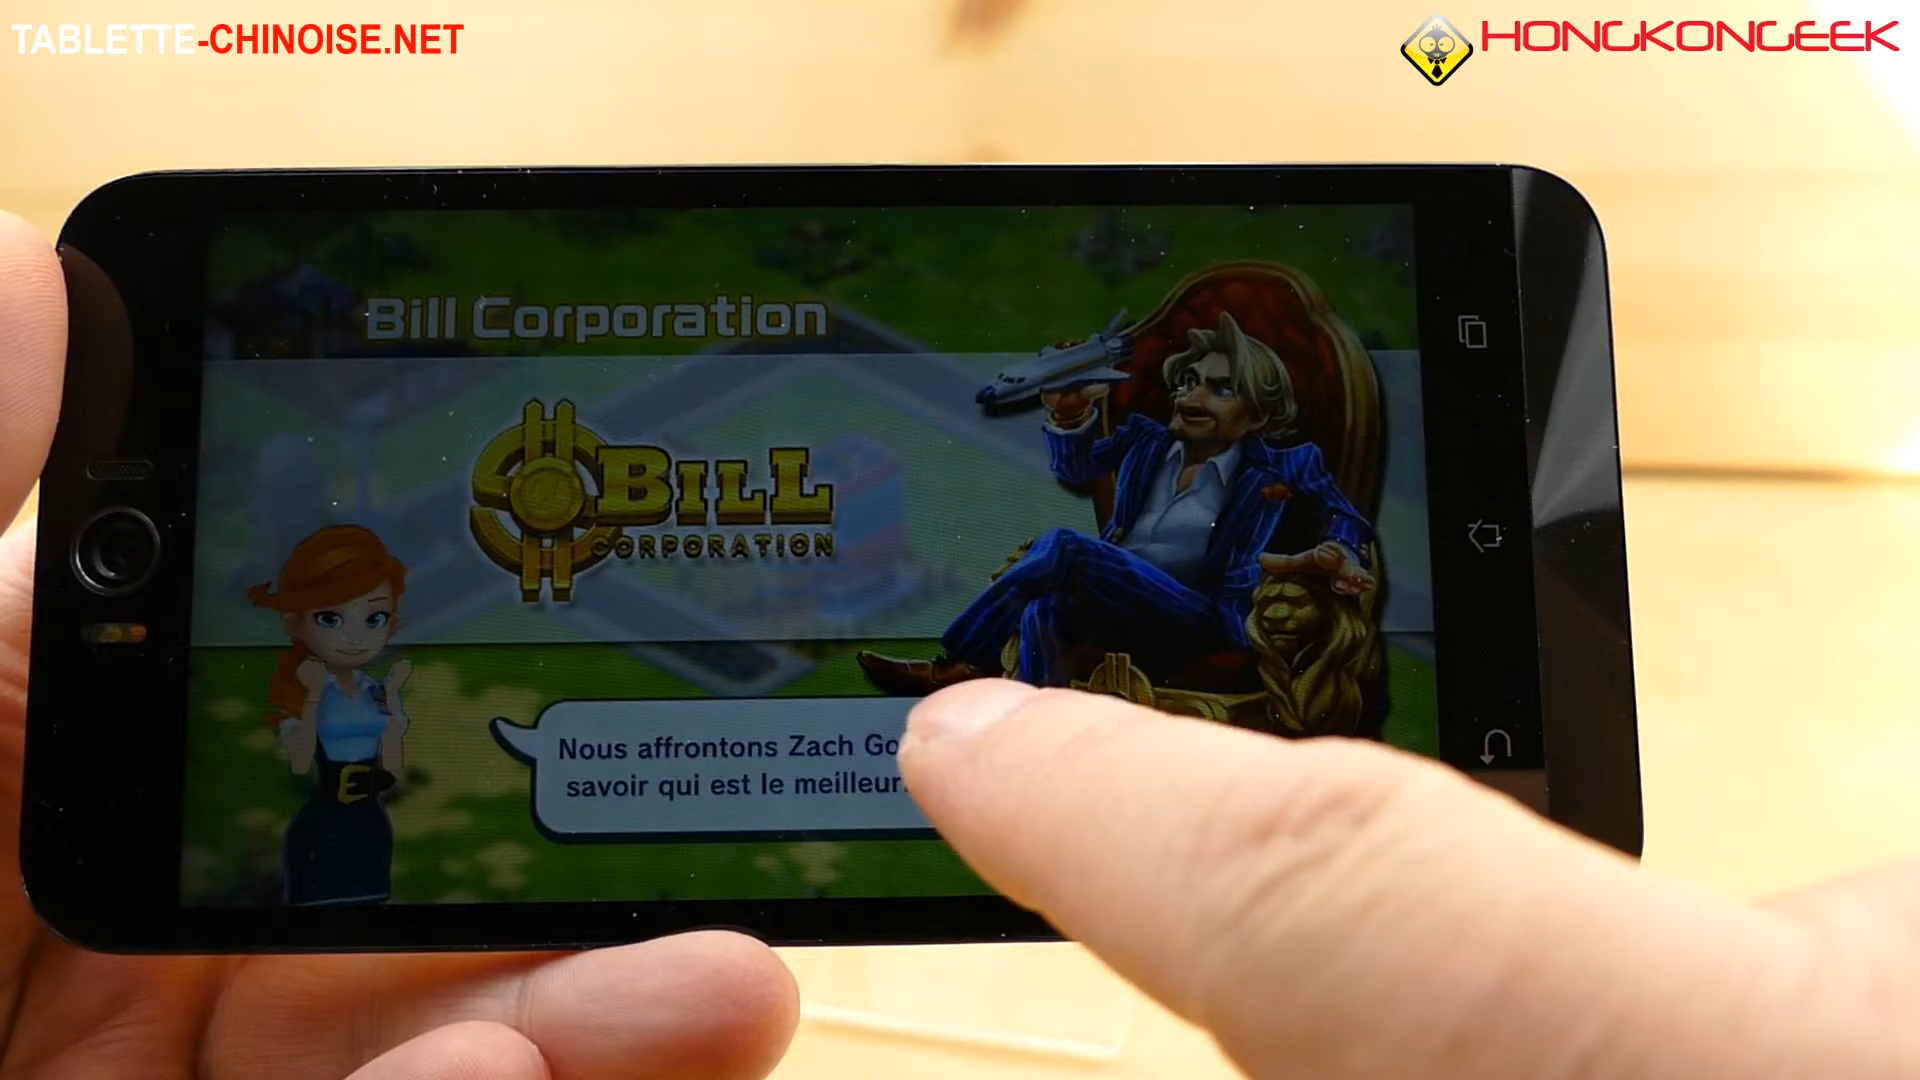 TABLETTE-CHINOISE.NET
HONGKONGEEK
Bill Corporation
BILL
CORPORATION
Nous affrontons Zach Go
savoir qui est le meilleur.